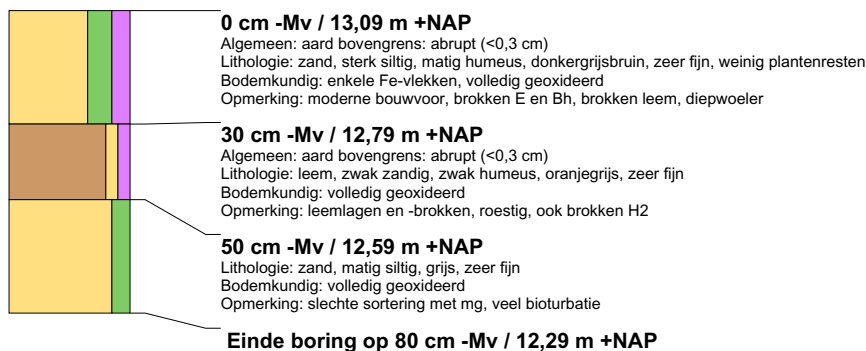 0 cm -Mv / 13,09 m +NAP
Algemeen: aard bovengrens: abrupt (<0,3 cm)
Lithologie: zand, sterk siltig, matig humeus, donkergrijsbruin, zeer fijn, weinig plantenresten
Bodemkundig: enkele Fe-vlekken, volledig geoxideerd
Opmerking: moderne bouwvoor, brokken E en Bh, brokken leem, diepwoeler
30 cm -Mv / 12,79 m +NAP
Algemeen: aard bovengrens: abrupt (<0,3 cm)
Lithologie: leem, zwak zandig, zwak humeus, oranjegrijs, zeer fijn
Bodemkundig: volledig geoxideerd
Opmerking: leemlagen en -brokken, roestig, ook brokken H2
50 cm -Mv / 12,59 m +NAP
Lithologie: zand, matig siltig, grijs, zeer fijn
Bodemkundig: volledig geoxideerd
Opmerking: slechte sortering met mg, veel bioturbatie
Einde boring op 80 cm -Mv / 12,29 m +NAP